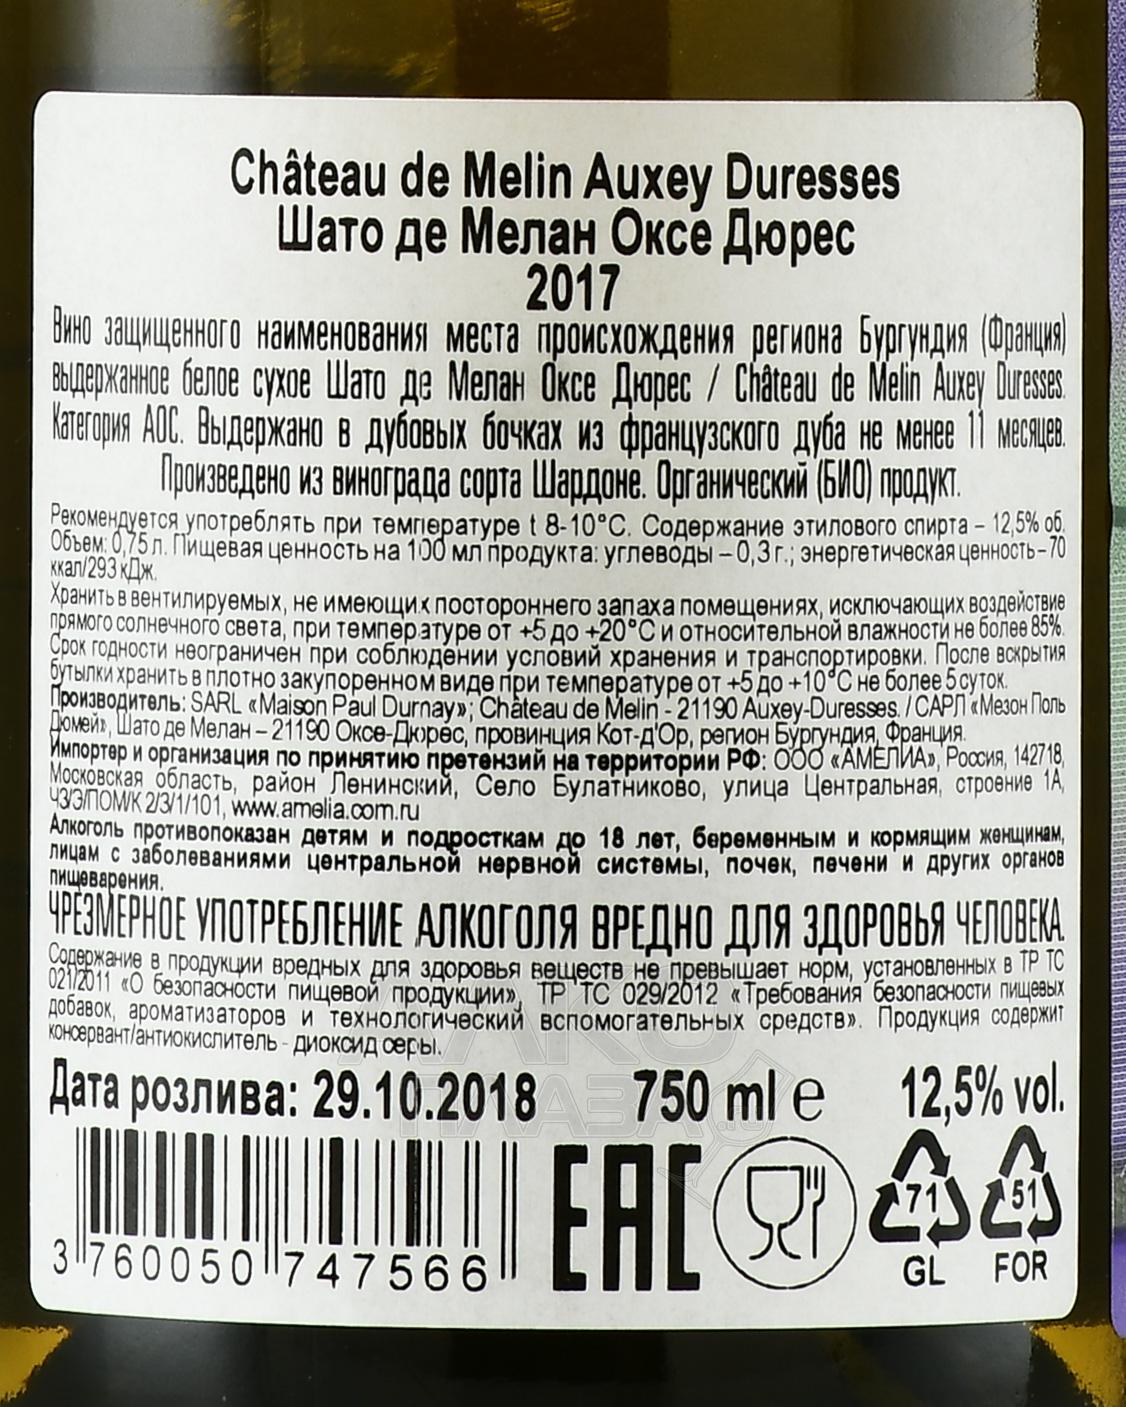 Château de Melin Auxey Duresses
Шато де Мелан Оксе Дюрес
2017
Вино защищенного наименования места происхождения региона Бургундия (Франция)
выдержанное белое сухое Шато де Мелан Оксе Дюрес / Château de Melin Auxey Duresses.
Категория АОС. Выдержано в дубовых бочках из французского дуба не менее 11 месяцев.
Произведено из винограда сорта Шардоне. Органический (БИО) продукт.
Рекомендуется употреблять при температуре t 8-10°C. Содержание этилового спирта – 12,5% об.
Объем: 0,75 л. Пищевая ценность на 100 мл продукта: углеводы – 0,3 г.; энергетическая ценность – 70
ккал/293 кДж.
Хранить в вентилируемых, не имеющих постороннего запаха помещениях, исключающих воздействие
прямого солнечного света, при температуре от +5 до +20°C и относительной влажности не более 85%.
Срок годности неограничен при соблюдении условий хранения и транспортировки. После вскрытия
бутылки хранить в плотно закупоренном виде при температуре от +5 до +10°C не более 5 суток.
Производитель: SARL «Maison Paul Dumay»; Château de Melin - 21190 Auxey-Duresses. / САРЛ «Мезон Поль
Дюмей», Шато де Мелан – 21190 Оксе-Дюрес, провинция Кот-д'Ор, регион Бургундия, Франция.
Импортер и организация по принятию претензий на территории РФ: ООО «АМЕЛИА», Россия, 142718,
Московская область, район Ленинский, Село Булатниково, улица Центральная, строение 1А,
ЧЗ/Э/ПОМ/К 2/3/1/101, www.amelia.com.ru
Алкоголь противопоказан детям и подросткам до 18 лет, беременным и кормящим женщинам,
лицам с заболеваниями центральной нервной системы, почек, печени и других органов
пищеварения.
ЧРЕЗМЕРНОЕ УПОТРЕБЛЕНИЕ АЛКОГОЛЯ ВРЕДНО ДЛЯ ЗДОРОВЬЯ ЧЕЛОВЕКА.
Содержание в продукции вредных для здоровья веществ не превышает норм, установленных в ТР ТС
021/2011 «О безопасности пищевой продукции», ТР ТС 029/2012 «Требования безопасности пищевых
добавок, ароматизаторов и технологический вспомогательных средств». Продукция содержит
консервант/антиокислитель - диоксид серы.
Дата розлива: 29.10.2018 750 ml e 12,5% vol.
EAC 71 51
3 760050 747566 GL FOR
АЛКО
ПЛАЗА.ru